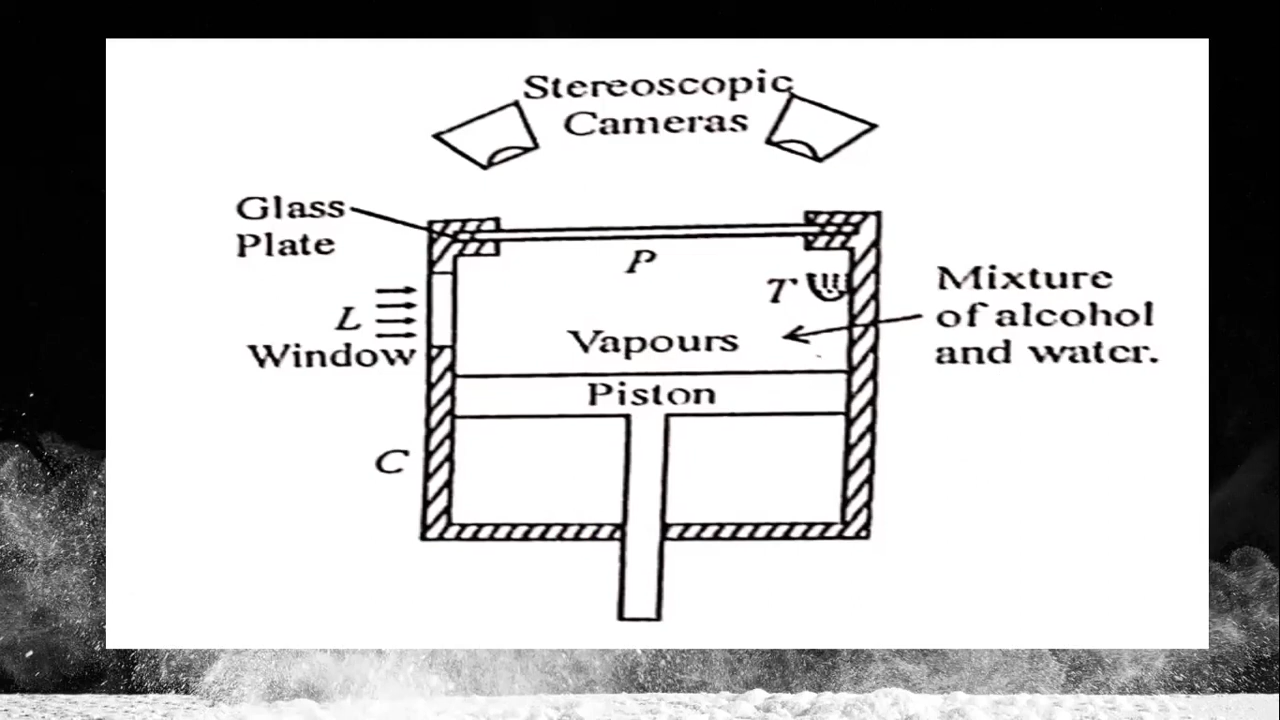 Stereoscopic
Cameras
Glass
Plate
P
T
L
Window
Mixture
of alcohol
and water.
Vapours
Piston
C